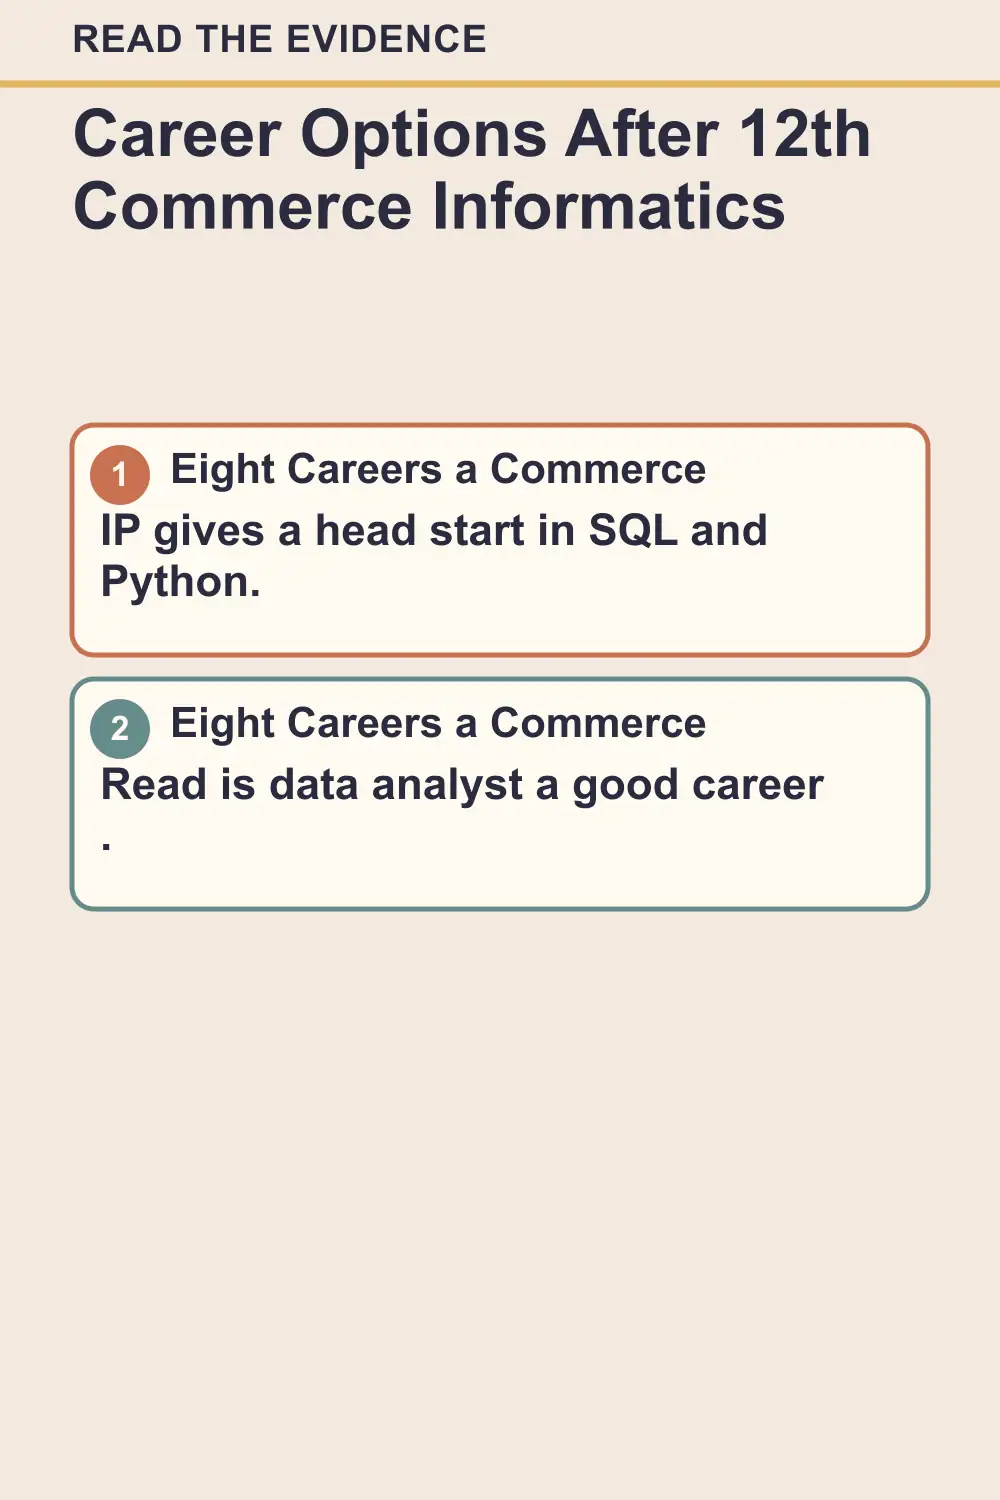 READ THE EVIDENCE
Career Options After 12th
Commerce Informatics
1 Eight Careers a Commerce
IP gives a head start in SQL and
Python.
2 Eight Careers a Commerce
Read is data analyst a good career
.